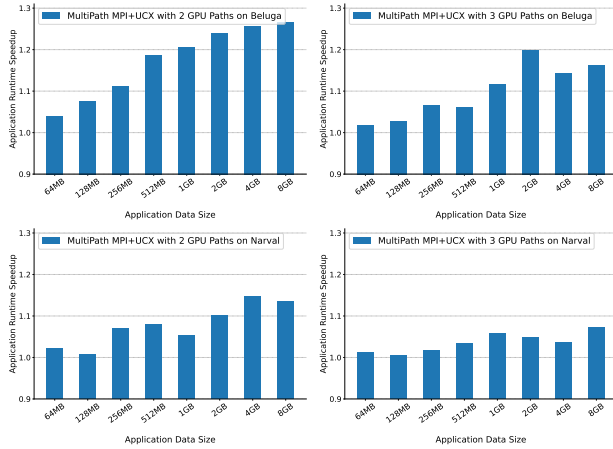 MultiPath MPI+UCX with 2 GPU Paths on Beluga
Application Runtime Speedup
1.3
1.2
1.1
1.0
0.9
64MB
128MB
256MB
512MB
1GB
2GB
4GB
8GB
Application Data Size
MultiPath MPI+UCX with 3 GPU Paths on Beluga
Application Runtime Speedup
1.3
1.2
1.1
1.0
0.9
64MB
128MB
256MB
512MB
1GB
2GB
4GB
8GB
Application Data Size
MultiPath MPI+UCX with 2 GPU Paths on Narval
Application Runtime Speedup
1.3
1.2
1.1
1.0
0.9
64MB
128MB
256MB
512MB
1GB
2GB
4GB
8GB
Application Data Size
MultiPath MPI+UCX with 3 GPU Paths on Narval
Application Runtime Speedup
1.3
1.2
1.1
1.0
0.9
64MB
128MB
256MB
512MB
1GB
2GB
4GB
8GB
Application Data Size